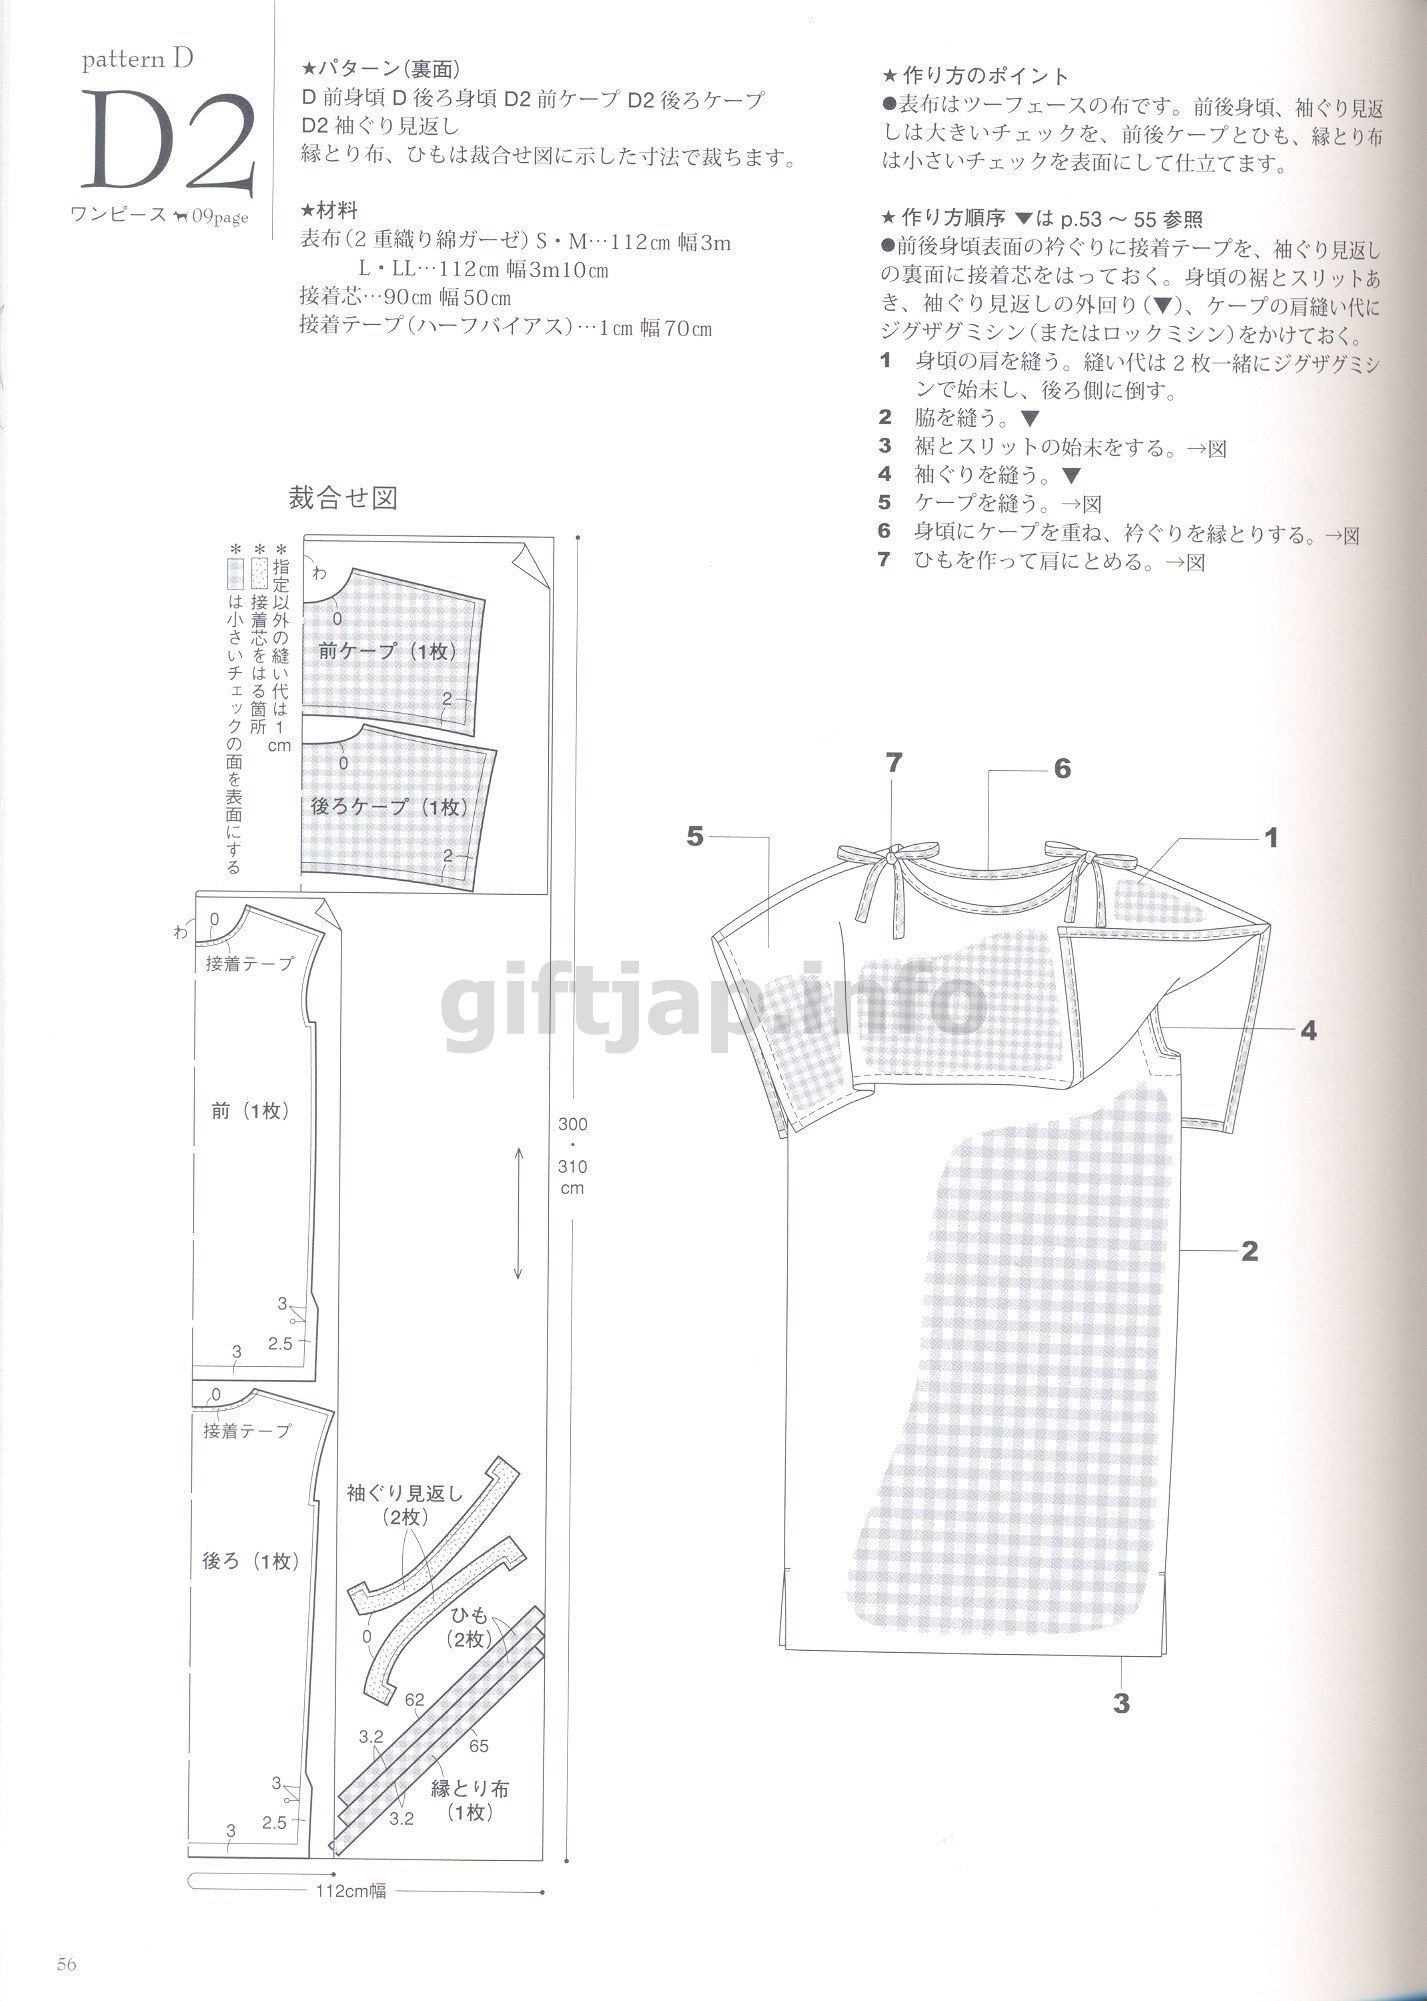 pattern D
D2
ワンピース 09page
★パターン(裏面)
D 前身頃 D 後ろ身頃 D2 前ケープ D2 後ろケープ
D2 袖ぐり見返し
縁とり布、ひもは裁合せ図に示した寸法で裁ちます。
★材料
表布(2 重織り綿ガーゼ) S・M…112cm 幅3m
L・LL…112cm 幅3m10cm
接着芯…90cm 幅50cm
接着テープ(ハーフバイアス)…1cm 幅70cm
★ 作り方のポイント
●表布はツーフェースの布です。前後身頃、袖ぐり見返
しは大きいチェックを、前後ケープとひも、縁とり布
は小さいチェックを表面にして仕立てます。
★ 作り方順序 ▼は p.53 〜 55 参照
●前後身頃表面の衿ぐりに接着テープを、袖ぐり見返し
の裏面に接着芯をはっておく。身頃の裾とスリットあ
き、袖ぐり見返しの外回り(▼)、ケープの肩縫い代に
ジグザグミシン(またはロックミシン)をかけておく。
1 身頃の肩を縫う。縫い代は 2 枚一緒にジグザグミシ
ンで始末し、後ろ側に倒す。
2 脇を縫う。▼
3 裾とスリットの始末をする。→図
4 袖ぐりを縫う。▼
5 ケープを縫う。→図
6 身頃にケープを重ね、衿ぐりを縁とりする。→図
7 ひもを作って肩にとめる。→図
裁合せ図
*指定以外の縫い代は1cm
* 接着芯をはる箇所
* は小さいチェックの面を表面にする
わ
0
前ケープ (1枚)
2
0
後ろケープ (1枚)
2
わ
0
接着テープ
前 (1枚)
3
2.5
3
0
接着テープ
後ろ (1枚)
3
2.5
3
袖ぐり見返し
(2枚)
0
0
ひも
(2枚)
62
3.2
65
縁とり布
(1枚)
3.2
300
・
310
cm
112cm幅
7
6
5
1
4
2
3
giftjap.info
56